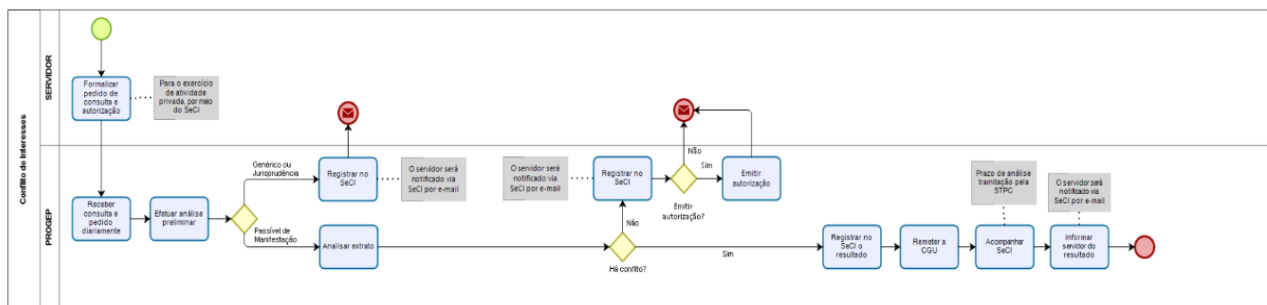 Conflito de Interesses
SERVIDOR
Formalizar
pedido de
consulta e
autorização
Para o exercício
de atividade
privada, por meio
do SeCI
PROGEP
Receber
consulta e
pedido
diariamente
Efetuar análise
preliminar
Genérico ou
Jurisprudência
Passível de
Manifestação
Registrar no
SeCI
O servidor será
notificado via
SeCI por e-mail
Analisar extrato
O servidor será
notificado via
SeCI por e-mail
Registrar no
SeCI
Não
Há conflito?
Sim
Não
Sim
Emitir
autorização?
Emitir
autorização
Registrar no
SeCI o
resultado
Remeter a
CGU
Prazo de análise
tramitação pela
STPC
Acompanhar
SeCI
O servidor será
notificado via
SeCI por e-mail
Informar
servidor do
resultado